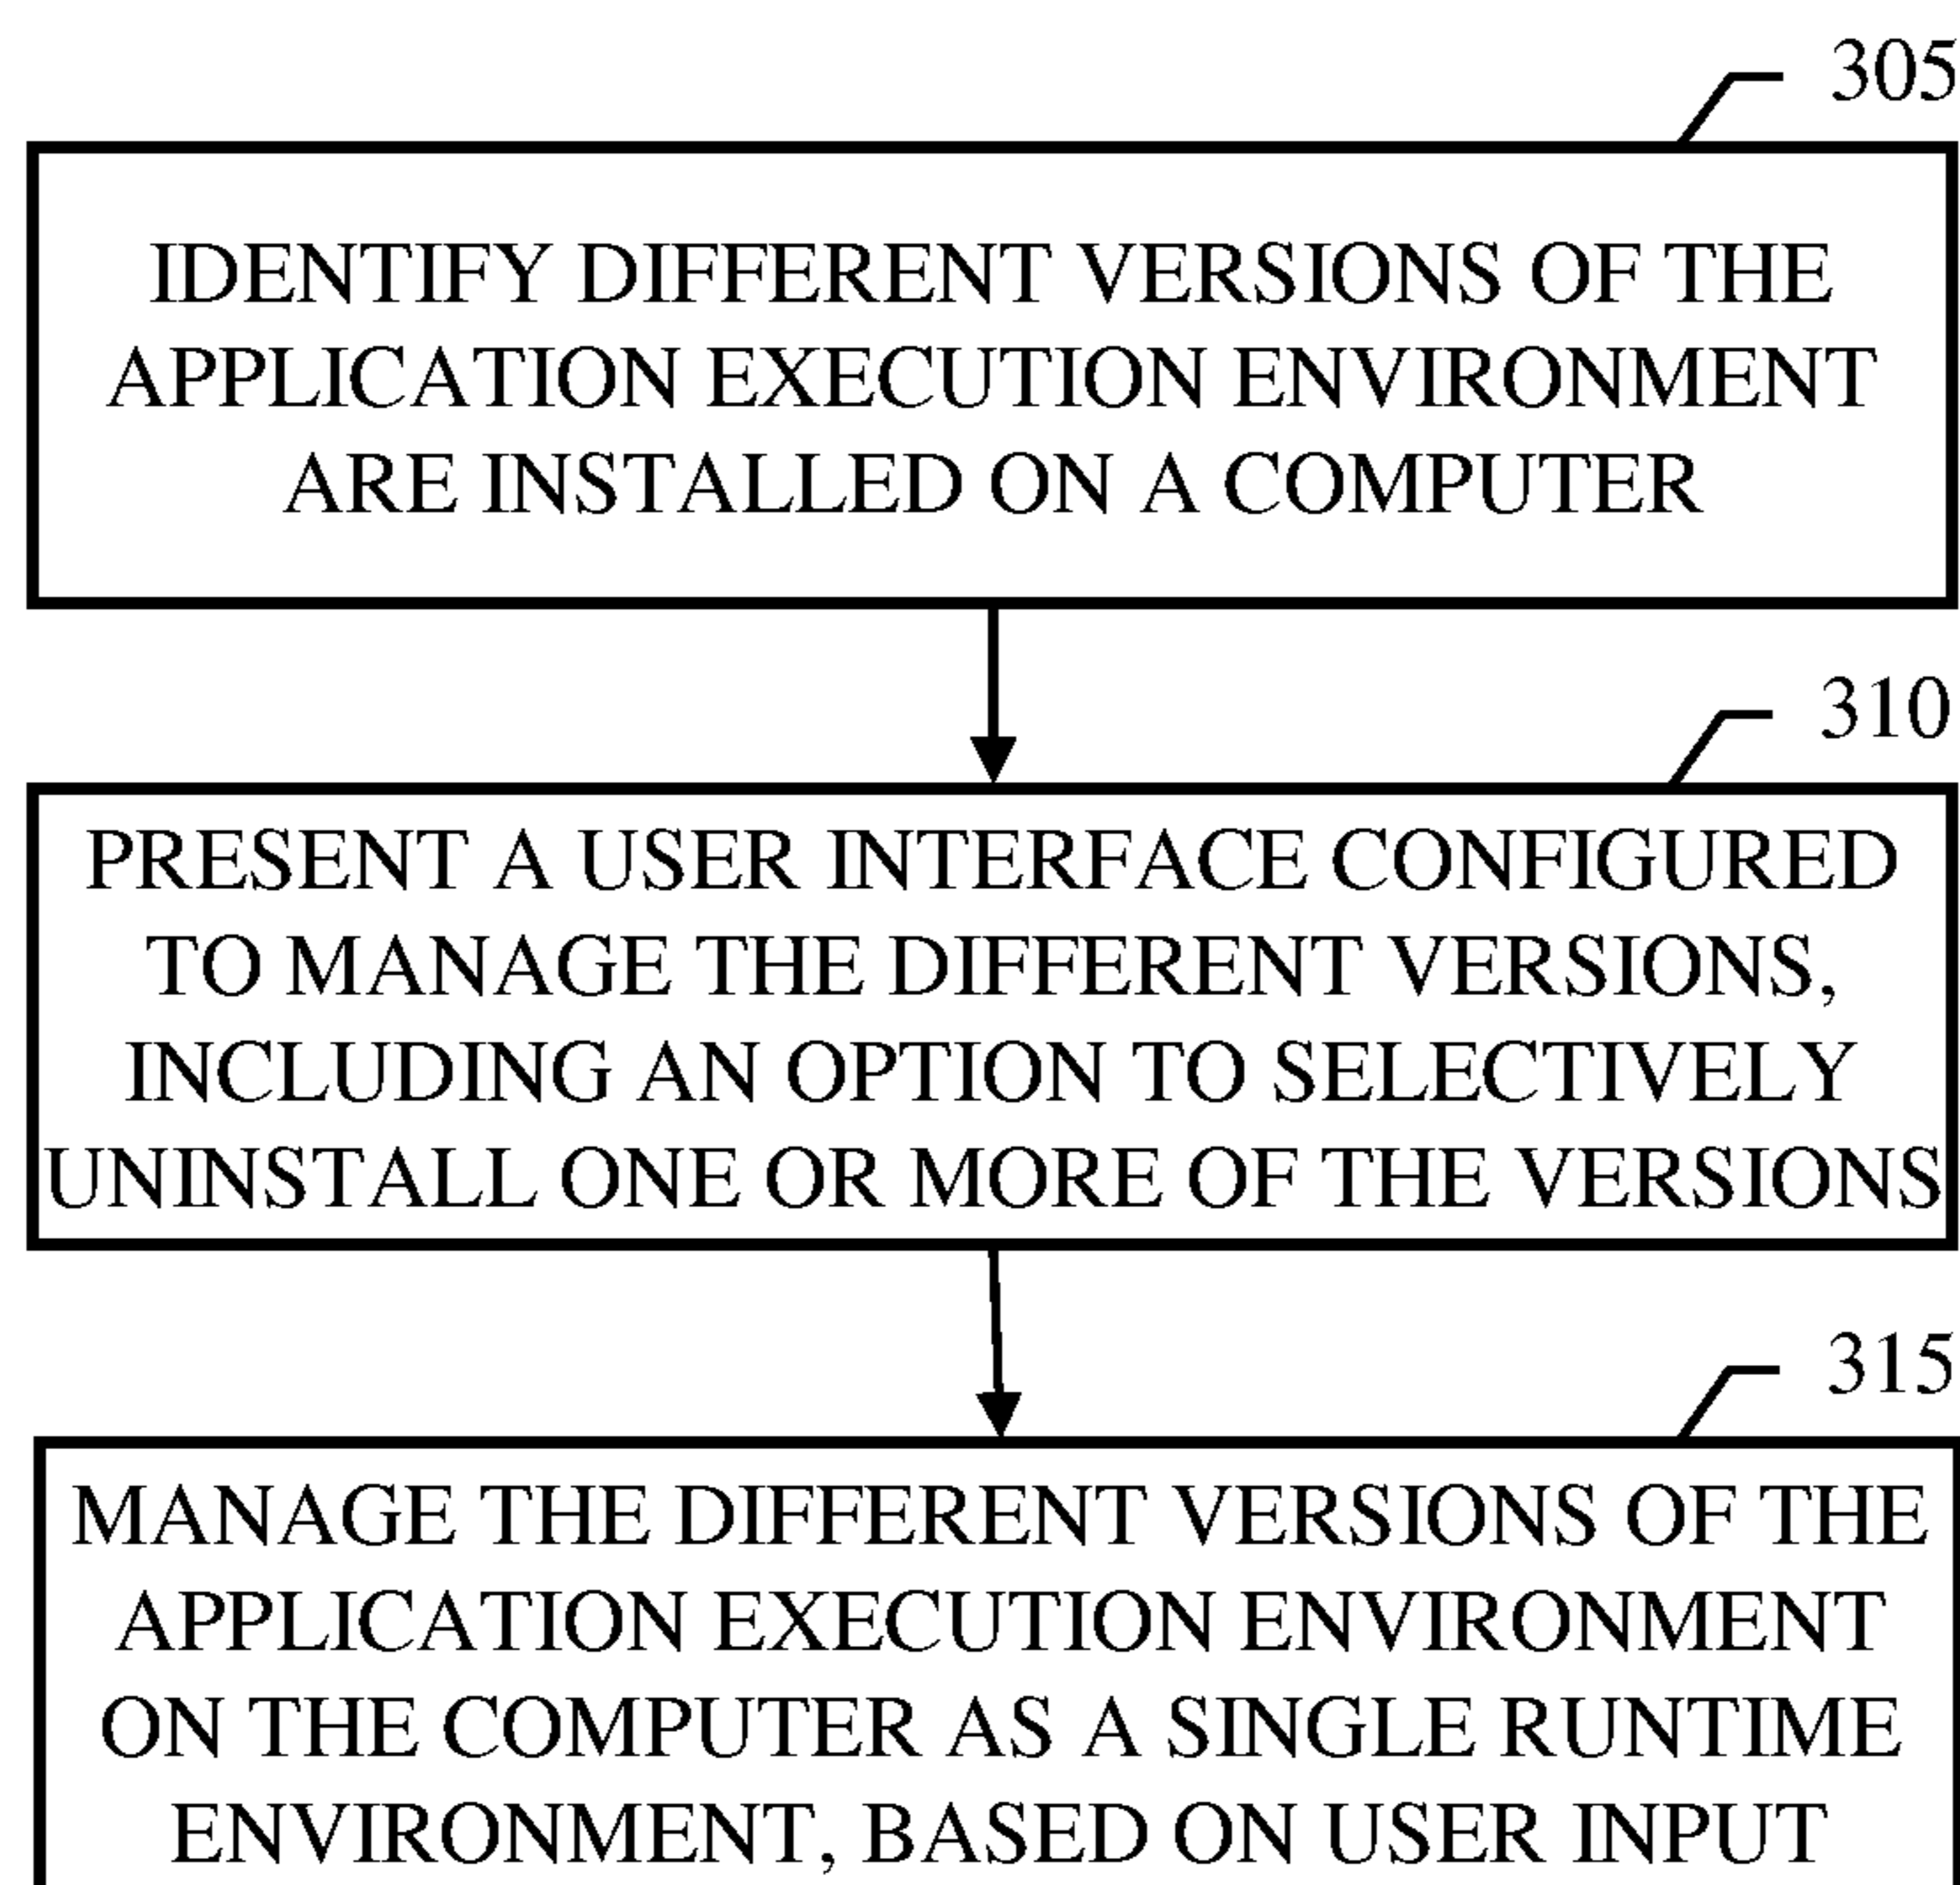 305
IDENTIFY DIFFERENT VERSIONS OF THE
APPLICATION EXECUTION ENVIRONMENT
ARE INSTALLED ON A COMPUTER
310
PRESENT A USER INTERFACE CONFIGURED
TO MANAGE THE DIFFERENT VERSIONS,
INCLUDING AN OPTION TO SELECTIVELY
UNINSTALL ONE OR MORE OF THE VERSIONS
315
MANAGE THE DIFFERENT VERSIONS OF THE
APPLICATION EXECUTION ENVIRONMENT
ON THE COMPUTER AS A SINGLE RUNTIME
ENVIRONMENT, BASED ON USER INPUT